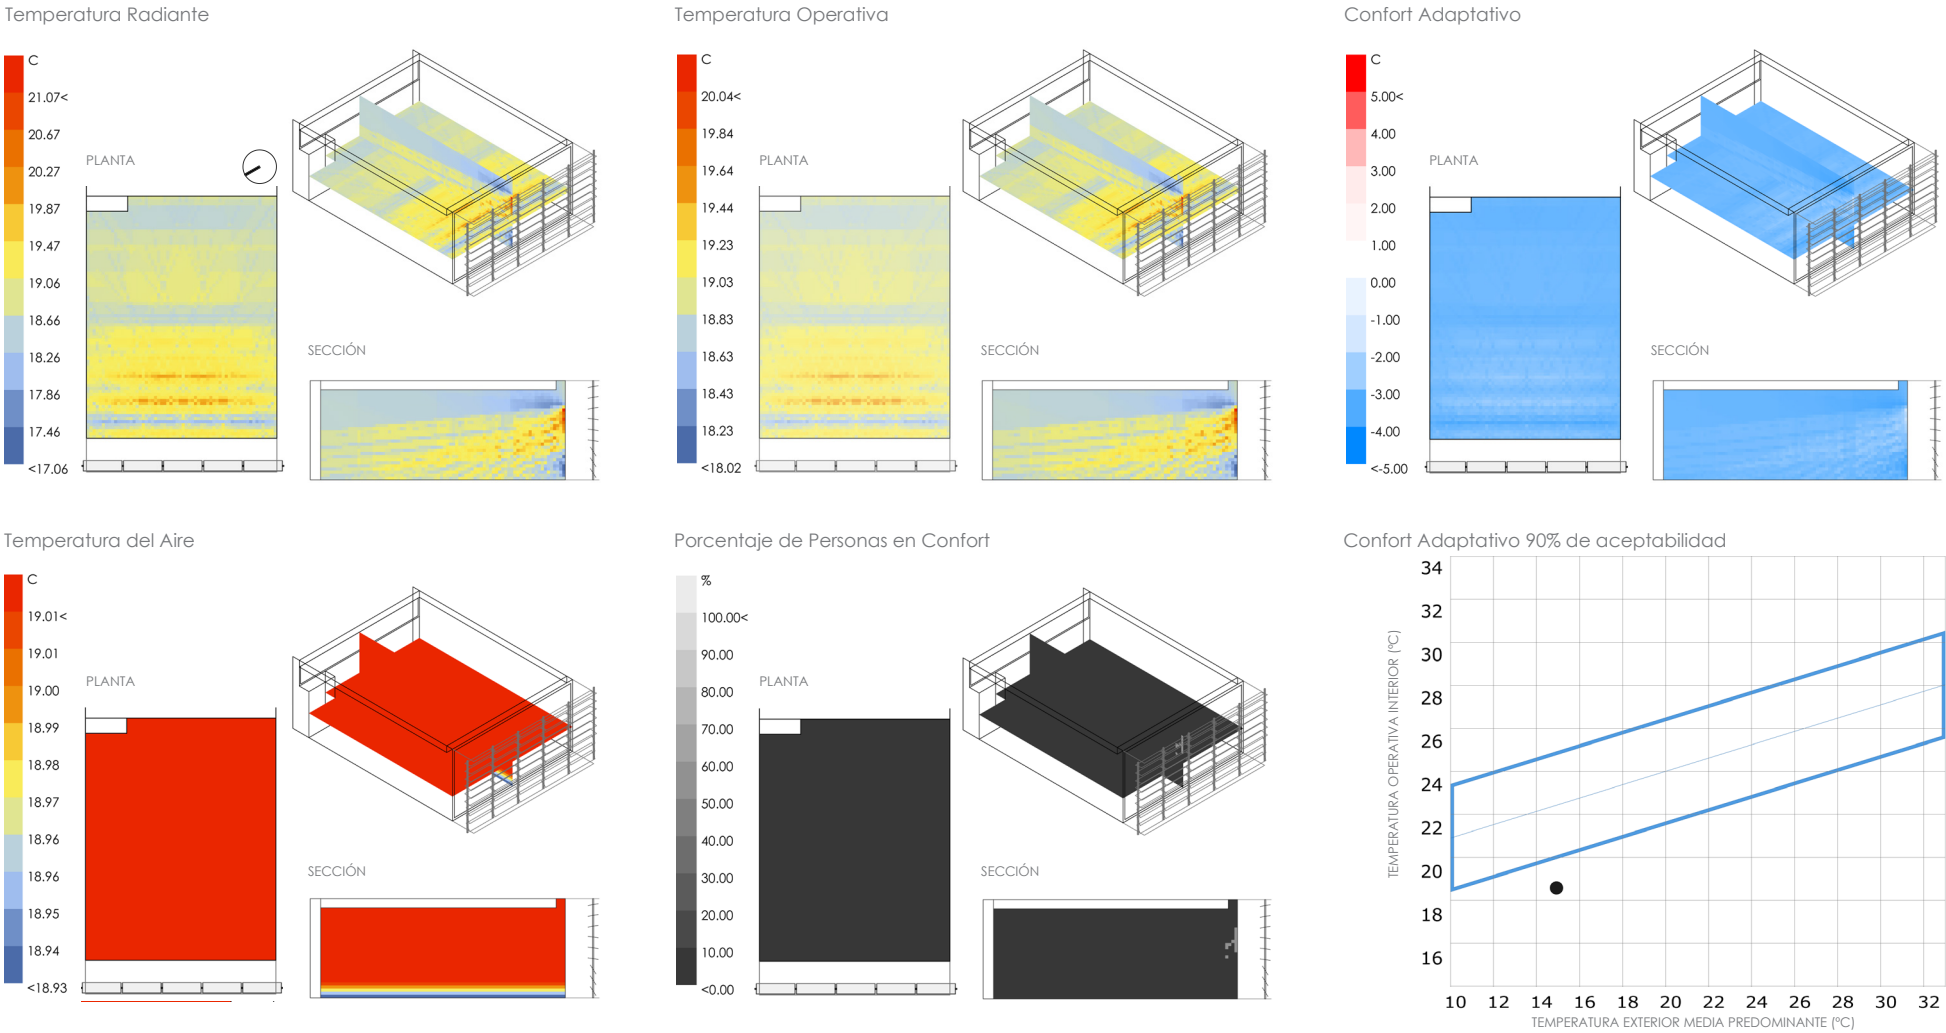 Temperatura Radiante
C
21.07<
20.67
20.27
19.87
19.47
19.06
18.66
18.26
17.86
17.46
<17.06
PLANTA
SECCIÓN
Temperatura Operativa
C
20.04<
19.84
19.64
19.44
19.23
19.03
18.83
18.63
18.43
18.23
<18.02
PLANTA
SECCIÓN
Confort Adaptativo
C
5.00<
4.00
3.00
2.00
1.00
0.00
-1.00
-2.00
-3.00
-4.00
<-5.00
PLANTA
SECCIÓN
Temperatura del Aire
C
19.01<
19.01
19.00
18.99
18.98
18.97
18.96
18.96
18.95
18.94
<18.93
PLANTA
SECCIÓN
Porcentaje de Personas en Confort
%
100.00<
90.00
80.00
70.00
60.00
50.00
40.00
30.00
20.00
10.00
<0.00
PLANTA
SECCIÓN
Confort Adaptativo 90% de aceptabilidad
TEMPERATURA OPERATIVA INTERIOR (ºC)
34
32
30
28
26
24
22
20
18
16
10 12 14 16 18 20 22 24 26 28 30 32
TEMPERATURA EXTERIOR MEDIA PREDOMINANTE (ºC)